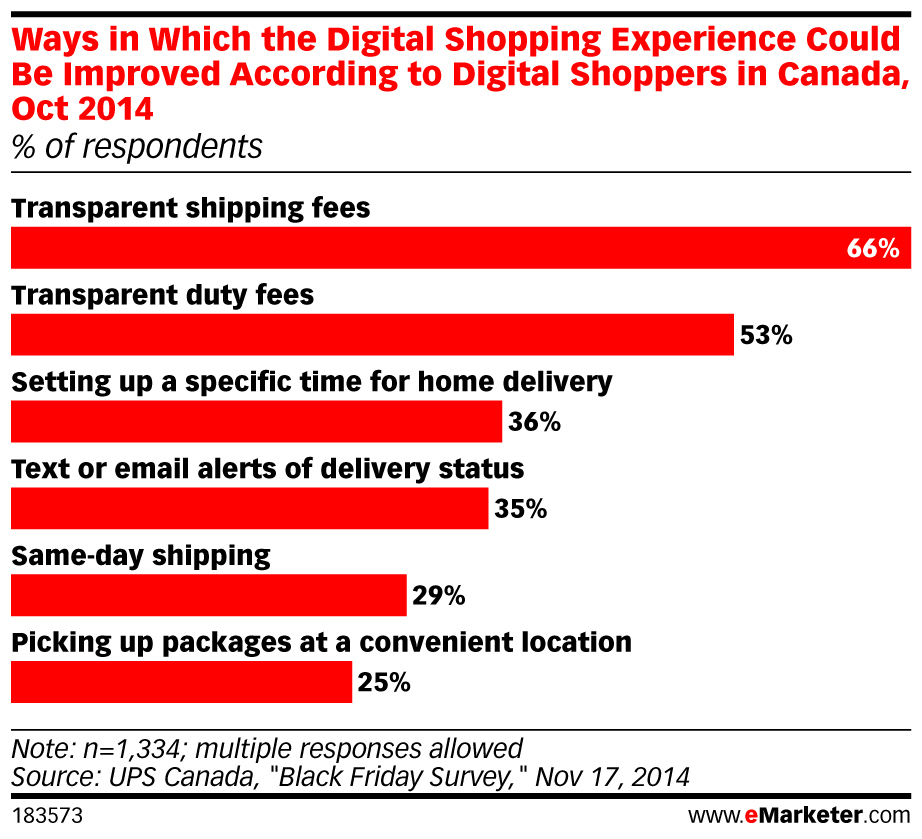 Ways in Which the Digital Shopping Experience Could
Be Improved According to Digital Shoppers in Canada,
Oct 2014
% of respondents
Transparent shipping fees
66%
Transparent duty fees
53%
Setting up a specific time for home delivery
36%
Text or email alerts of delivery status
35%
Same-day shipping
29%
Picking up packages at a convenient location
25%
Note: n=1,334; multiple responses allowed
Source: UPS Canada, "Black Friday Survey," Nov 17, 2014
183573
www.eMarketer.com